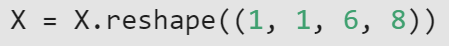 X = X.reshape((1, 1, 6, 8))